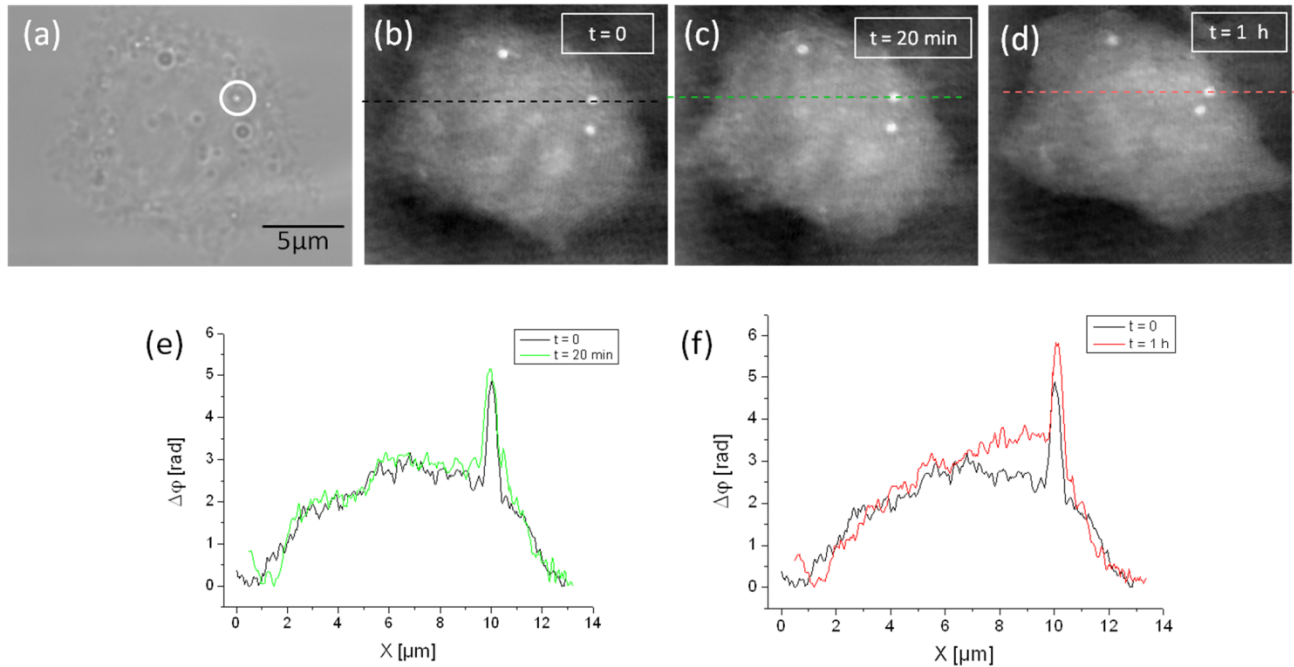 (a)
5μm
(b)
t = 0
(c)
t = 20 min
(d)
t = 1 h
(e)
t = 0
t = 20 min
6
5
4
3
2
1
0
Δφ [rad]
0 2 4 6 8 10 12 14
X [μm]
(f)
t = 0
t = 1 h
6
5
4
3
2
1
0
Δφ [rad]
0 2 4 6 8 10 12 14
X [μm]